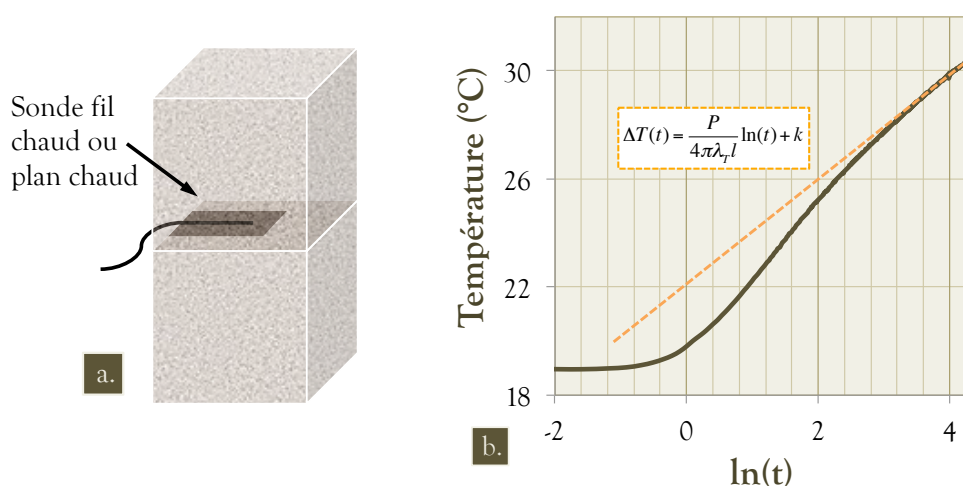 Sonde fil
chaud ou
plan chaud
a.
Température (°C)
30
26
22
18
ΔT(t) = P / 4πλ_T l ln(t) + k
-2 0 2 4
ln(t)
b.